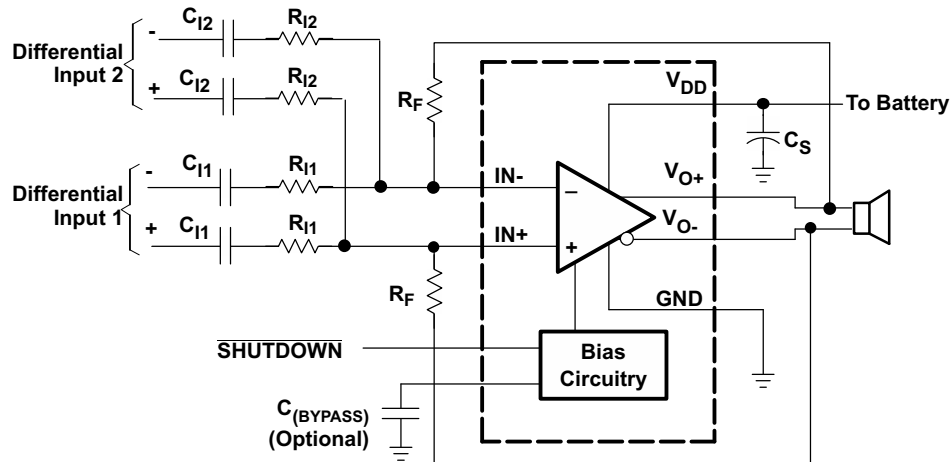 C_I2
R_I2
-
Differential
Input 2
C_I2
R_I2
+
R_F
V_DD
To Battery
C_S
C_I1
R_I1
-
IN-
–
V_O+
Differential
Input 1
C_I1
R_I1
+
IN+
+
V_O-
R_F
GND
SHUTDOWN
Bias
Circuitry
C_(BYPASS)
(Optional)